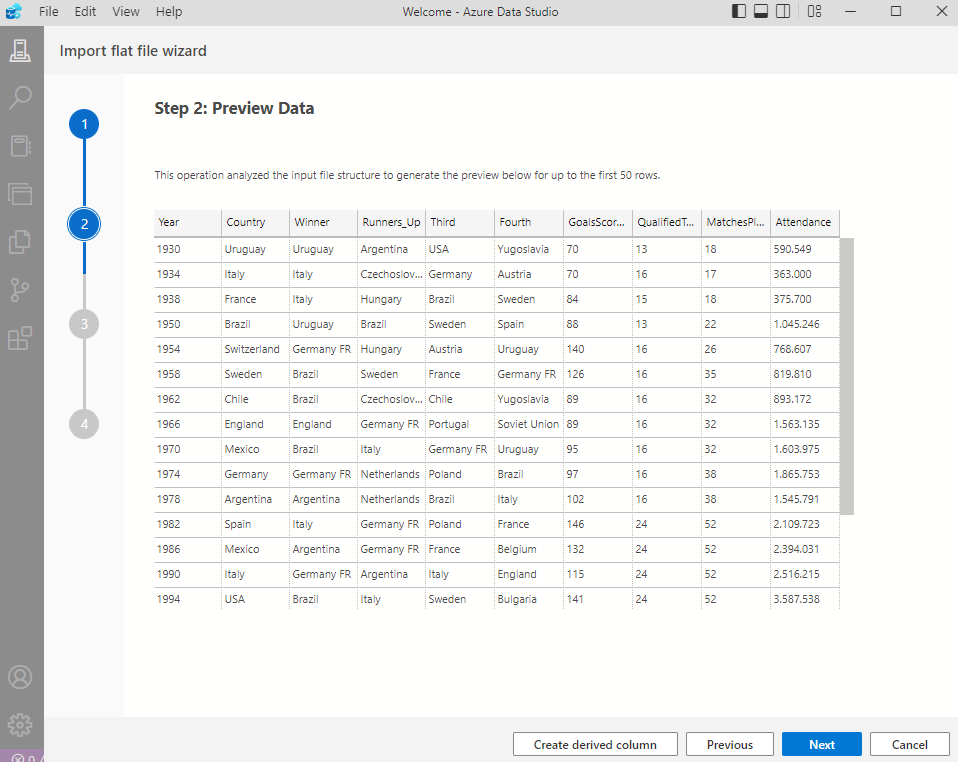 File Edit View Help Welcome - Azure Data Studio
Import flat file wizard
1
2
3
4
Step 2: Preview Data
This operation analyzed the input file structure to generate the preview below for up to the first 50 rows.
Year Country Winner Runners_Up Third Fourth GoalsScor... QualifiedT... MatchesPl... Attendance
1930 Uruguay Uruguay Argentina USA Yugoslavia 70 13 18 590.549
1934 Italy Italy Czechoslov... Germany Austria 70 16 17 363.000
1938 France Italy Hungary Brazil Sweden 84 15 18 375.700
1950 Brazil Uruguay Brazil Sweden Spain 88 13 22 1.045.246
1954 Switzerland Germany FR Hungary Austria Uruguay 140 16 26 768.607
1958 Sweden Brazil Sweden France Germany FR 126 16 35 819.810
1962 Chile Brazil Czechoslov... Chile Yugoslavia 89 16 32 893.172
1966 England England Germany FR Portugal Soviet Union 89 16 32 1.563.135
1970 Mexico Brazil Italy Germany FR Uruguay 95 16 32 1.603.975
1974 Germany Germany FR Netherlands Poland Brazil 97 16 38 1.865.753
1978 Argentina Argentina Netherlands Brazil Italy 102 16 38 1.545.791
1982 Spain Italy Germany FR Poland France 146 24 52 2.109.723
1986 Mexico Argentina Germany FR France Belgium 132 24 52 2.394.031
1990 Italy Germany FR Argentina Italy England 115 24 52 2.516.215
1994 USA Brazil Italy Sweden Bulgaria 141 24 52 3.587.538
Create derived column Previous Next Cancel